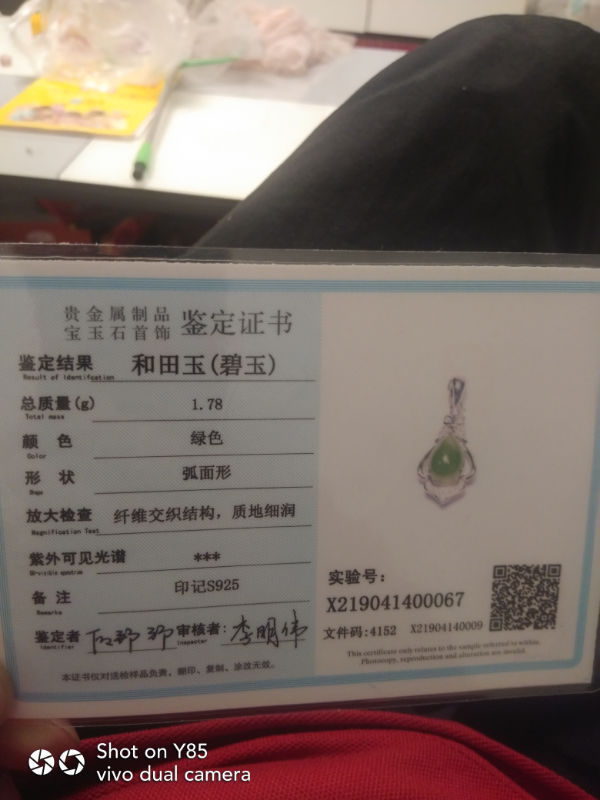 贵金属制品
宝玉石首饰
鉴定证书
鉴定结果 和田玉(碧玉)
Result of Identification
总质量(g) 1.78
Total mass
颜 色 绿色
Color
形 状 弧面形
Shape
放大检查 纤维交织结构，质地细润
Magnification Test
紫外可见光谱 ***
UV-visible spectrum
备 注 印记S925
Remarks
鉴定者 审核者： 李明伟
Identifier Inspector
本证书仅对送检样品负责，翻印、复制、涂改无效。
实验号：
X219041400067
文件码：4152 X21904140009
This certificate only relates to the sample referred to within.
Photocopy, reproduction and alteration are invalid.
Shot on Y85
vivo dual camera